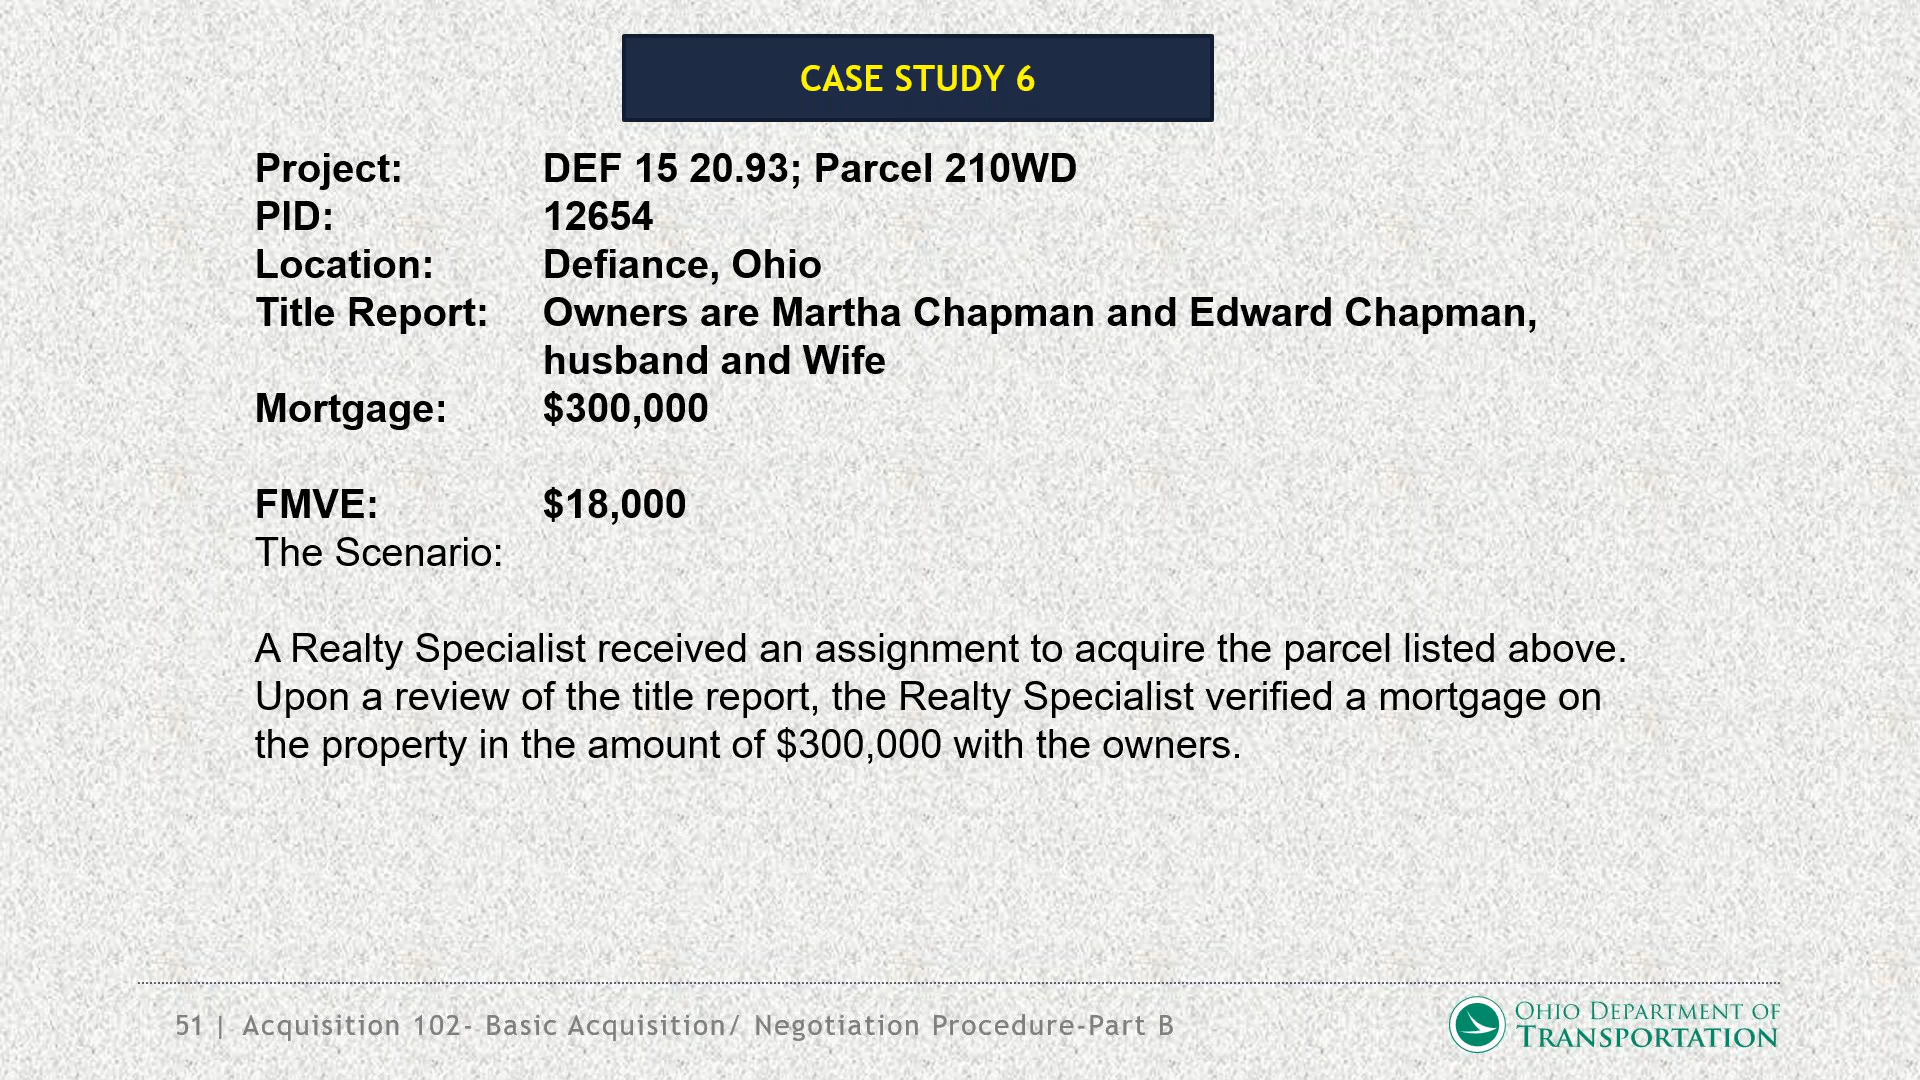 CASE STUDY 6
Project: DEF 15 20.93; Parcel 210WD
PID: 12654
Location: Defiance, Ohio
Title Report: Owners are Martha Chapman and Edward Chapman,
husband and Wife
Mortgage: $300,000
FMVE: $18,000
The Scenario:
A Realty Specialist received an assignment to acquire the parcel listed above.
Upon a review of the title report, the Realty Specialist verified a mortgage on
the property in the amount of $300,000 with the owners.
51 | Acquisition 102- Basic Acquisition/ Negotiation Procedure-Part B
OHIO DEPARTMENT OF
TRANSPORTATION